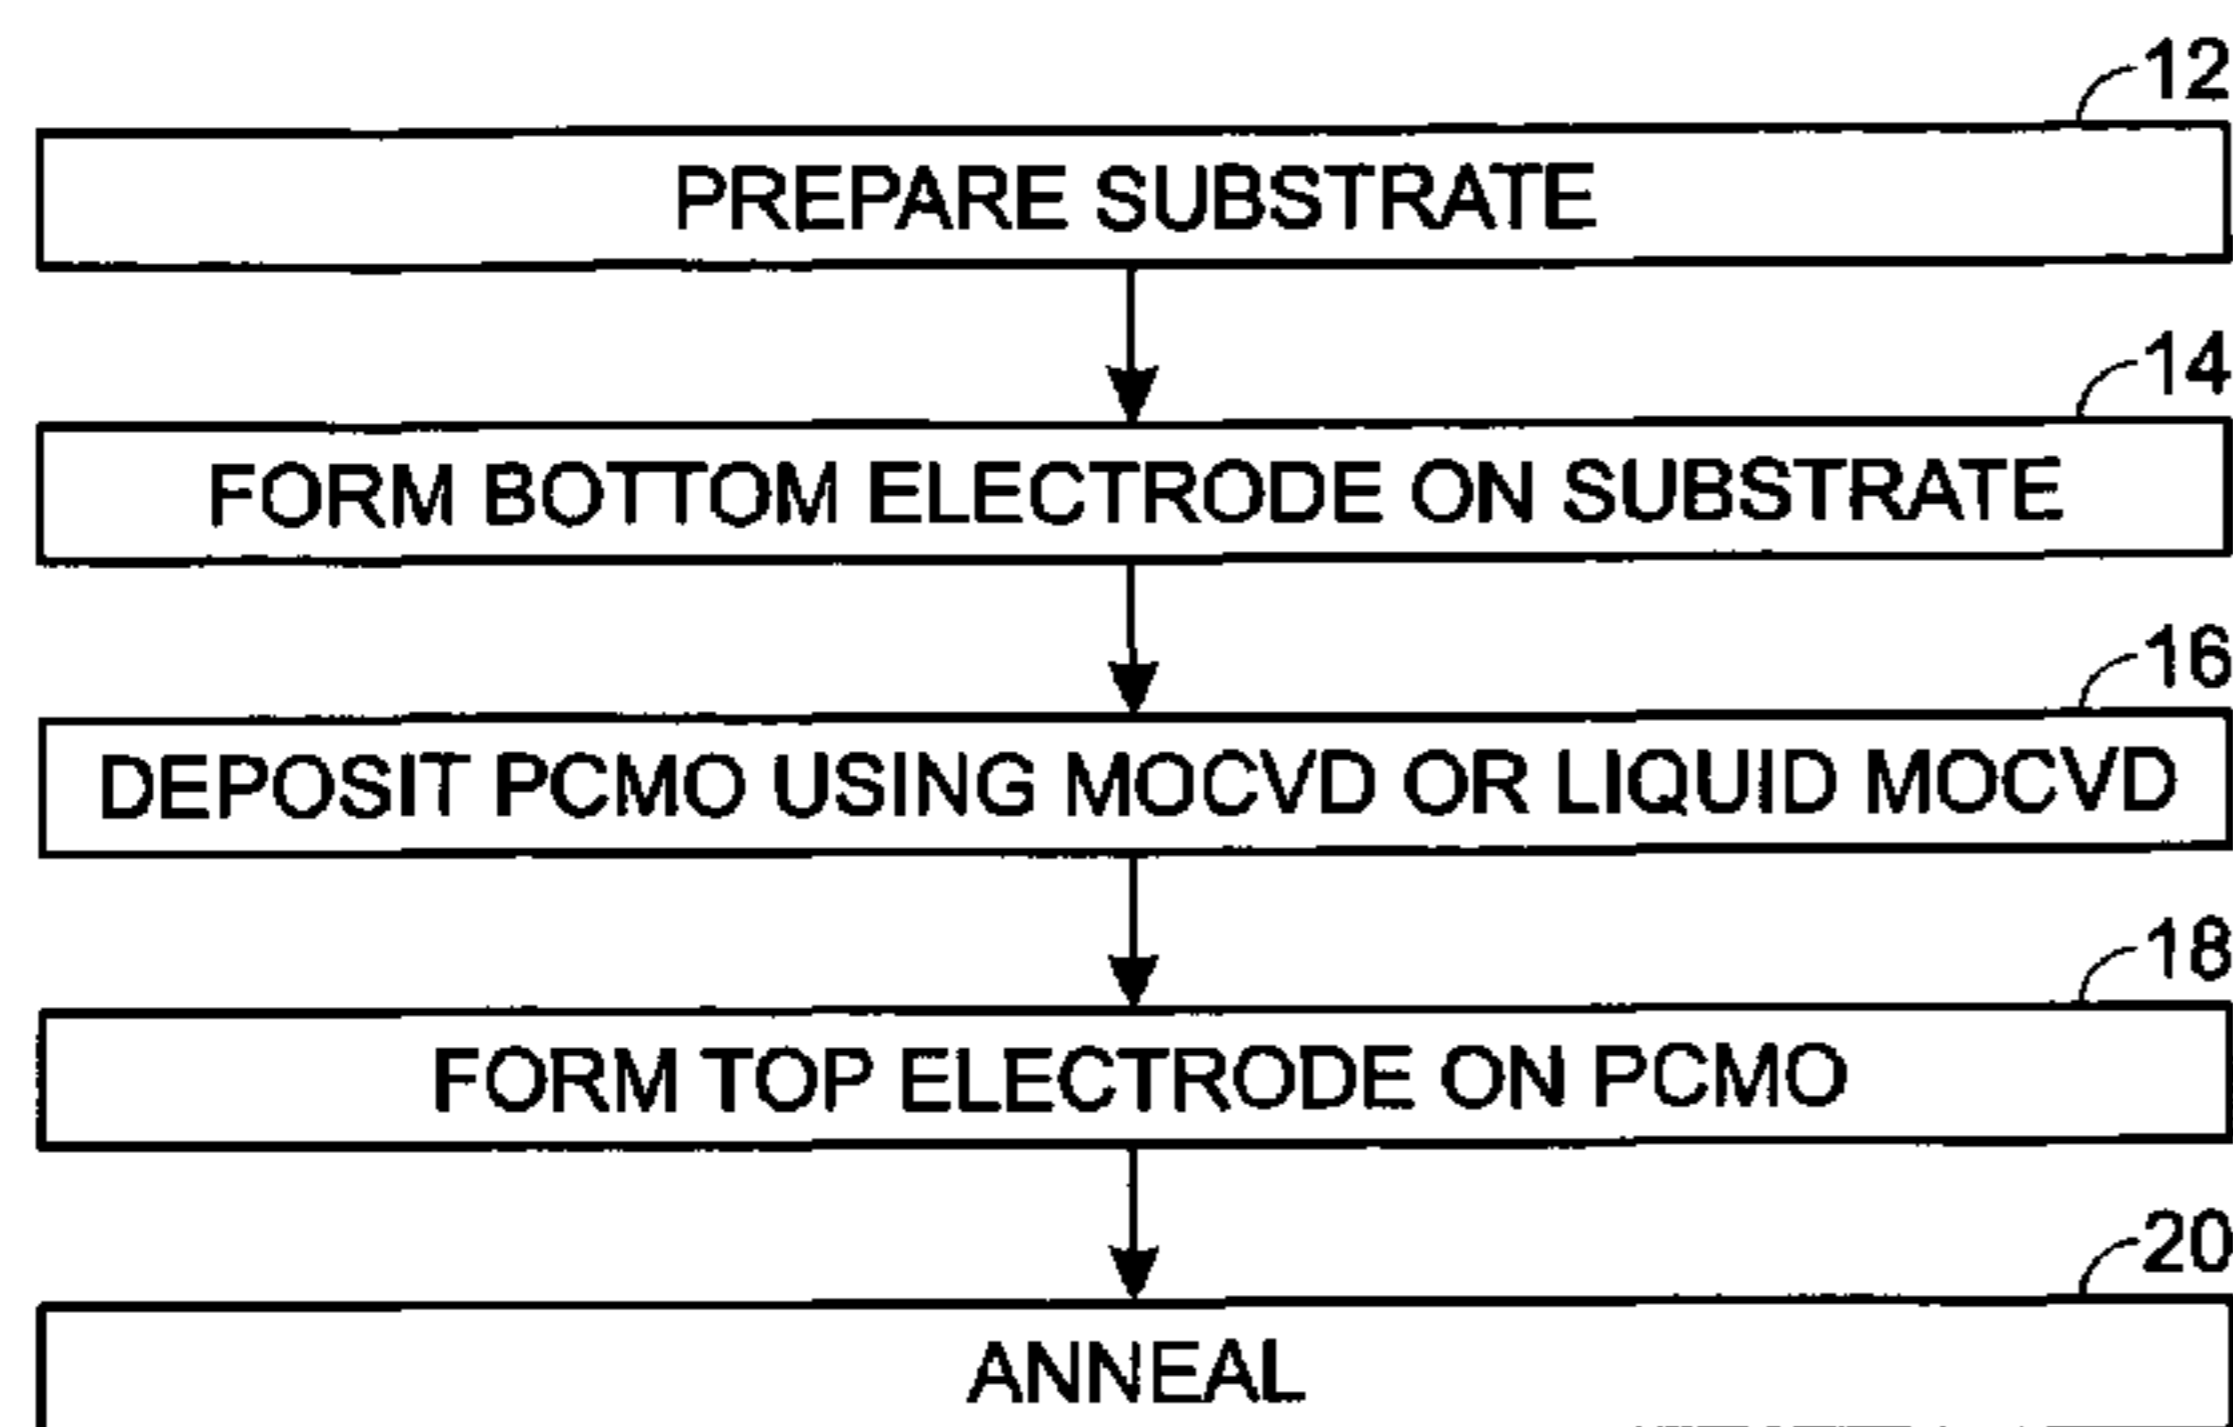 12
PREPARE SUBSTRATE
14
FORM BOTTOM ELECTRODE ON SUBSTRATE
16
DEPOSIT PCMO USING MOCVD OR LIQUID MOCVD
18
FORM TOP ELECTRODE ON PCMO
20
ANNEAL